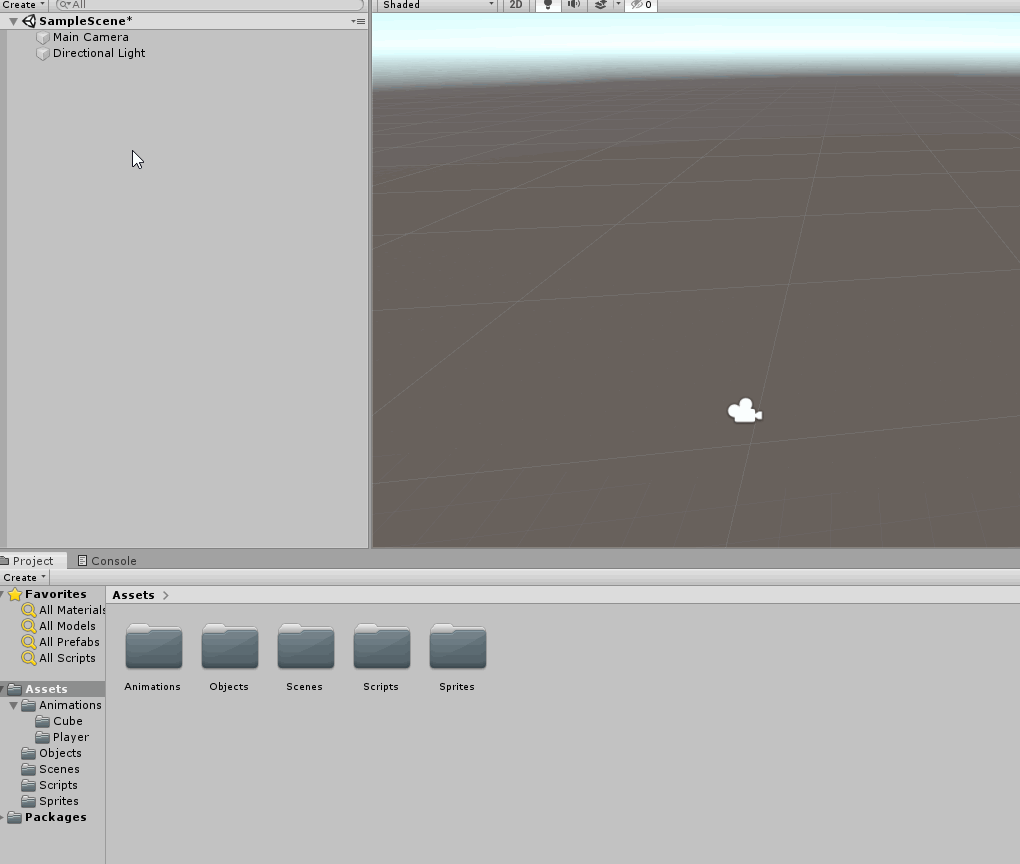 Create All Shaded 2D 0
SampleScene*
Main Camera
Directional Light
Project Console
Create
Favorites
All Materials
All Models
All Prefabs
All Scripts
Assets
Animations
Cube
Player
Objects
Scenes
Scripts
Sprites
Packages
Assets
Animations Objects Scenes Scripts Sprites